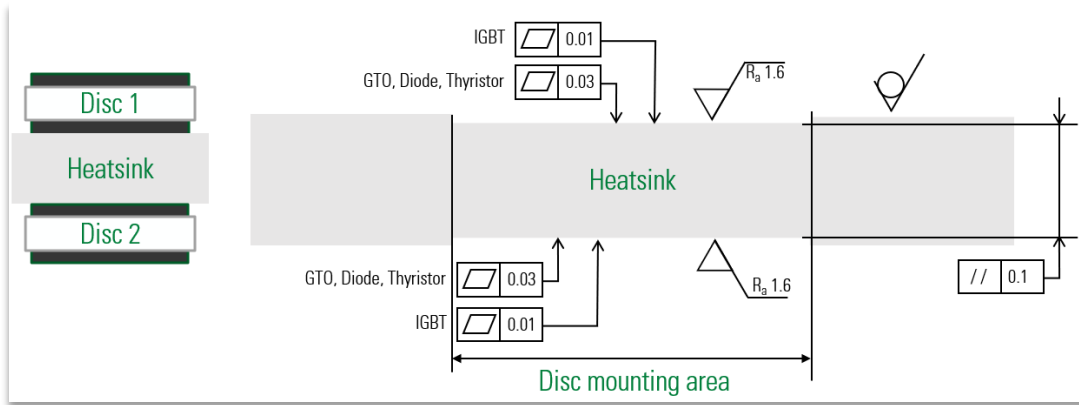 IGBT
0.01
GTO, Diode, Thyristor
0.03
Ra 1.6
Disc 1
Heatsink
Disc 2
Heatsink
GTO, Diode, Thyristor
0.03
IGBT
0.01
Ra 1.6
// 0.1
Disc mounting area